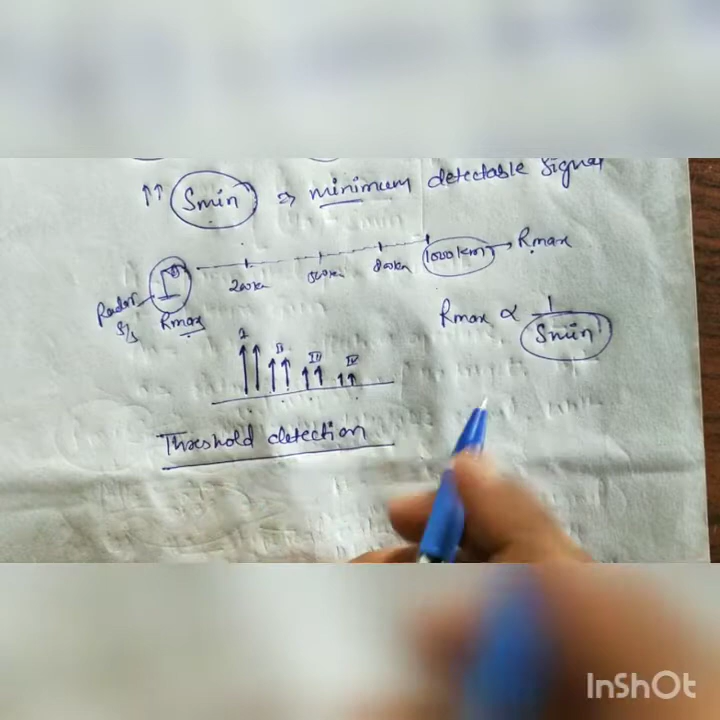 ↑↑ Smin ⇒ minimum detectable signal
200km 500km 800km 1000km → Rmax
Radar
S/s Rmax
Rmax ∝ 1/Smin
I II III IV
Threshold detection
InShOt